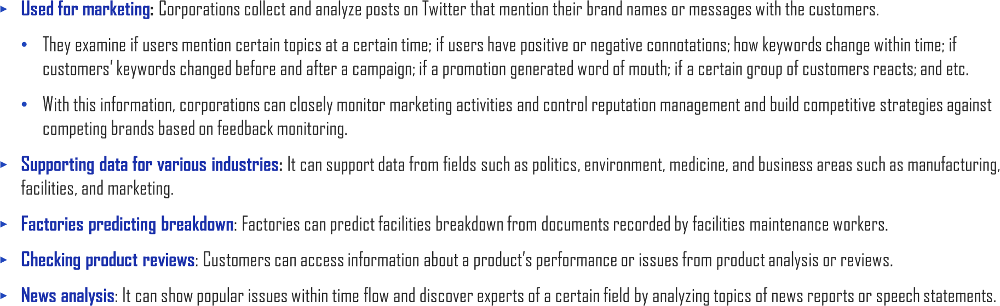 ▸ Used for marketing: Corporations collect and analyze posts on Twitter that mention their brand names or messages with the customers.
• They examine if users mention certain topics at a certain time; if users have positive or negative connotations; how keywords change within time; if
customers’ keywords changed before and after a campaign; if a promotion generated word of mouth; if a certain group of customers reacts; and etc.
• With this information, corporations can closely monitor marketing activities and control reputation management and build competitive strategies against
competing brands based on feedback monitoring.
▸ Supporting data for various industries: It can support data from fields such as politics, environment, medicine, and business areas such as manufacturing,
facilities, and marketing.
▸ Factories predicting breakdown: Factories can predict facilities breakdown from documents recorded by facilities maintenance workers.
▸ Checking product reviews: Customers can access information about a product’s performance or issues from product analysis or reviews.
▸ News analysis: It can show popular issues within time flow and discover experts of a certain field by analyzing topics of news reports or speech statements.